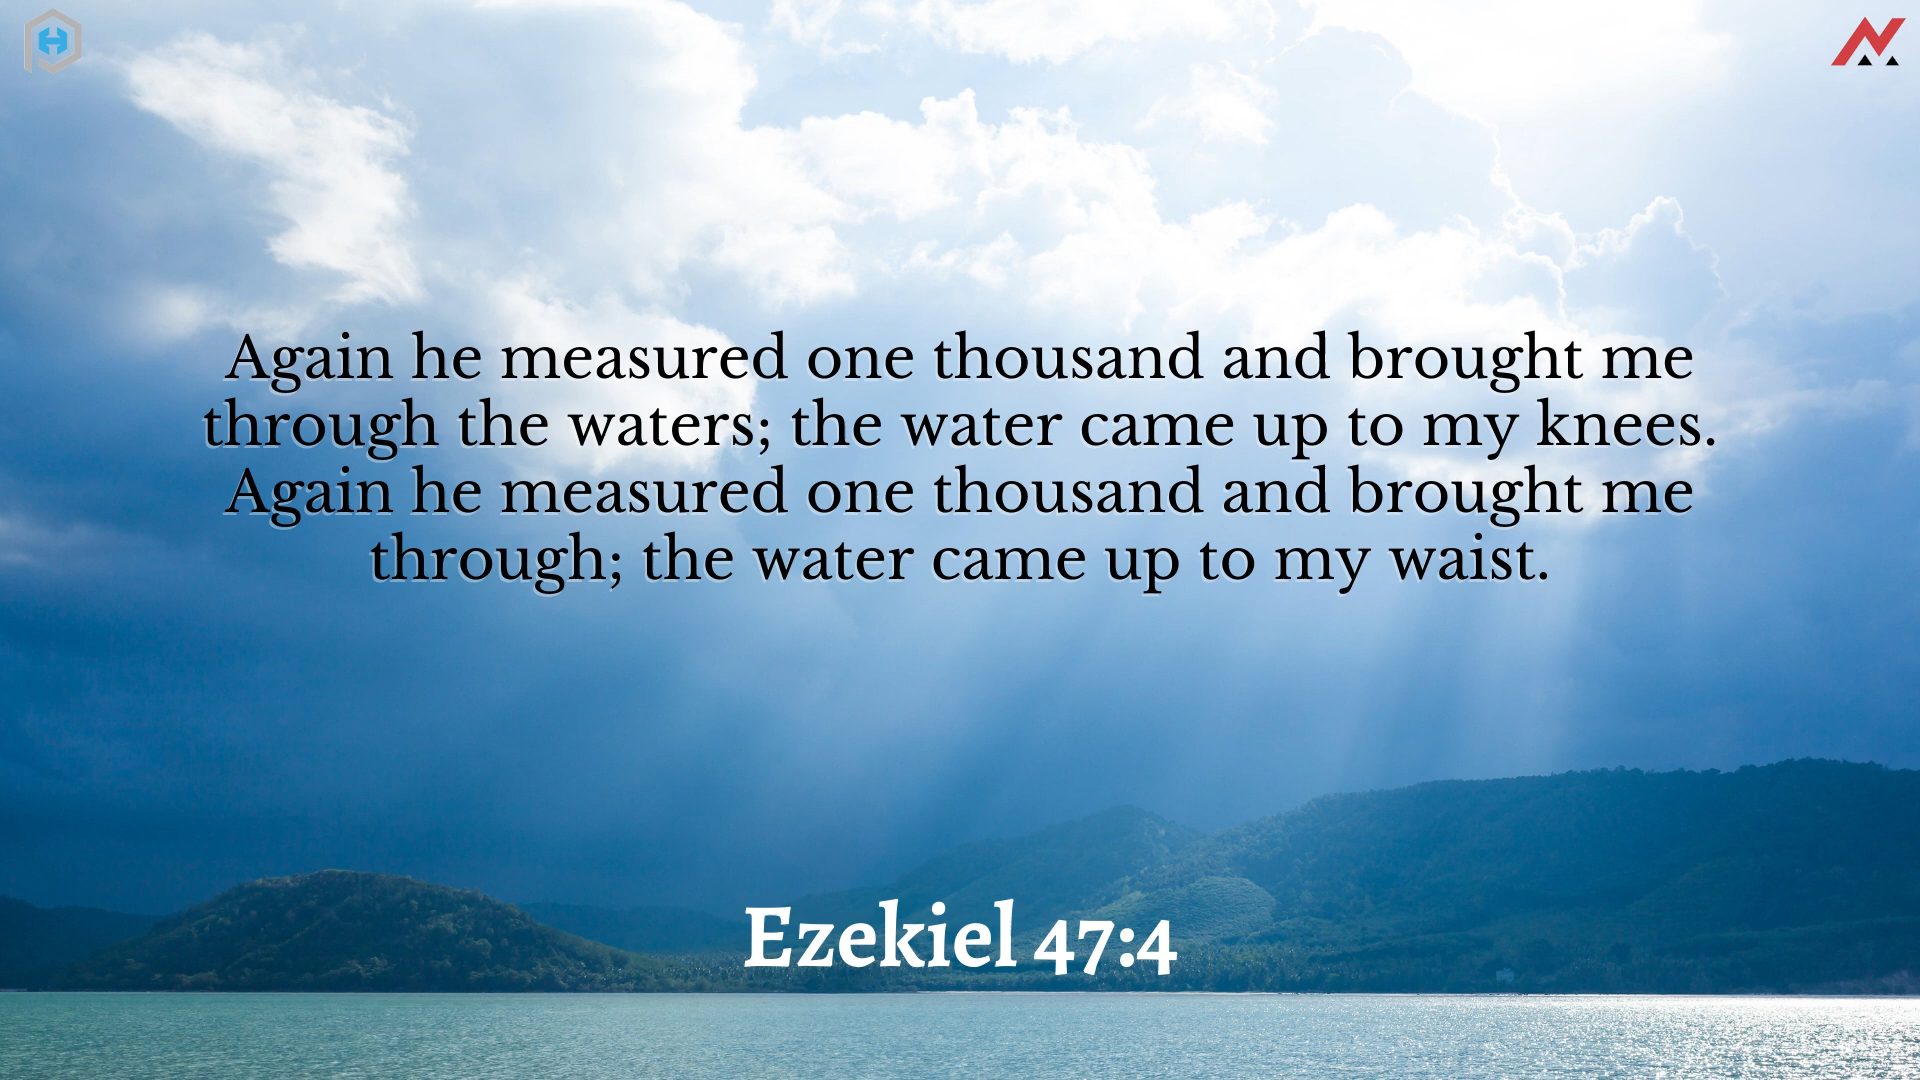 Again he measured one thousand and brought me
through the waters; the water came up to my knees.
Again he measured one thousand and brought me
through; the water came up to my waist.
Ezekiel 47:4